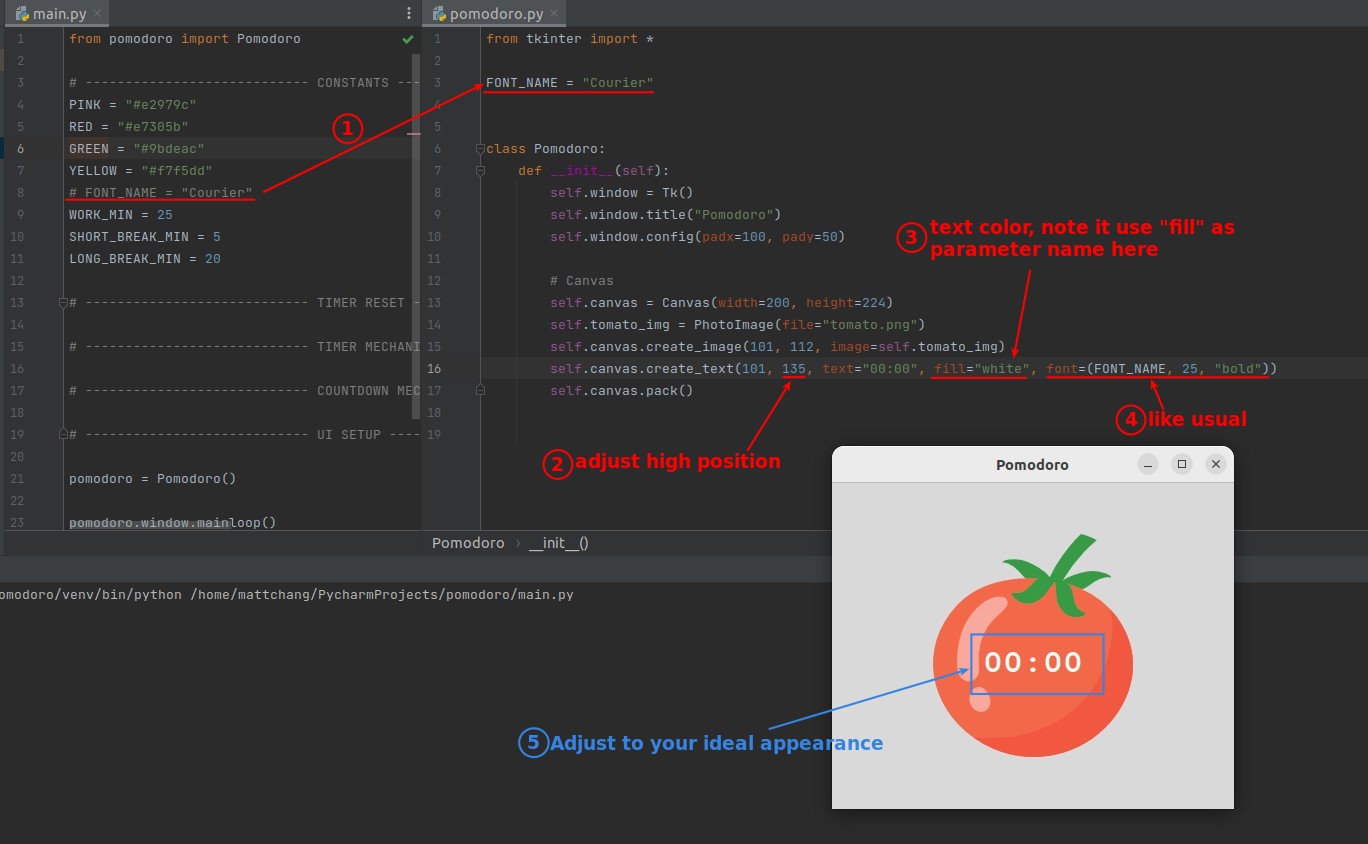 main.py
1 from pomodoro import Pomodoro
2
3 # ---------------------------- CONSTANTS ---
4 PINK = "#e2979c"
5 RED = "#e7305b"
6 GREEN = "#9bdeac"
7 YELLOW = "#f7f5dd"
8 # FONT_NAME = "Courier"
9 WORK_MIN = 25
10 SHORT_BREAK_MIN = 5
11 LONG_BREAK_MIN = 20
12
13 # ---------------------------- TIMER RESET -
14
15 # ---------------------------- TIMER MECHANI
16
17 # ---------------------------- COUNTDOWN MEC
18
19 # ---------------------------- UI SETUP ----
20
21 pomodoro = Pomodoro()
22
23 pomodoro.window.mainloop()
pomodoro.py
1 from tkinter import *
2
3 FONT_NAME = "Courier"
4
5
6 class Pomodoro:
7 def __init__(self):
8 self.window = Tk()
9 self.window.title("Pomodoro")
10 self.window.config(padx=100, pady=50)
11
12 # Canvas
13 self.canvas = Canvas(width=200, height=224)
14 self.tomato_img = PhotoImage(file="tomato.png")
15 self.canvas.create_image(101, 112, image=self.tomato_img)
16 self.canvas.create_text(101, 135, text="00:00", fill="white", font=(FONT_NAME, 25, "bold"))
17 self.canvas.pack()
18
19
1
3 text color, note it use "fill" as
parameter name here
4 like usual
2 adjust high position
Pomodoro › __init__()
omodoro/venv/bin/python /home/mattchang/PycharmProjects/pomodoro/main.py
Pomodoro
00:00
5 Adjust to your ideal appearance